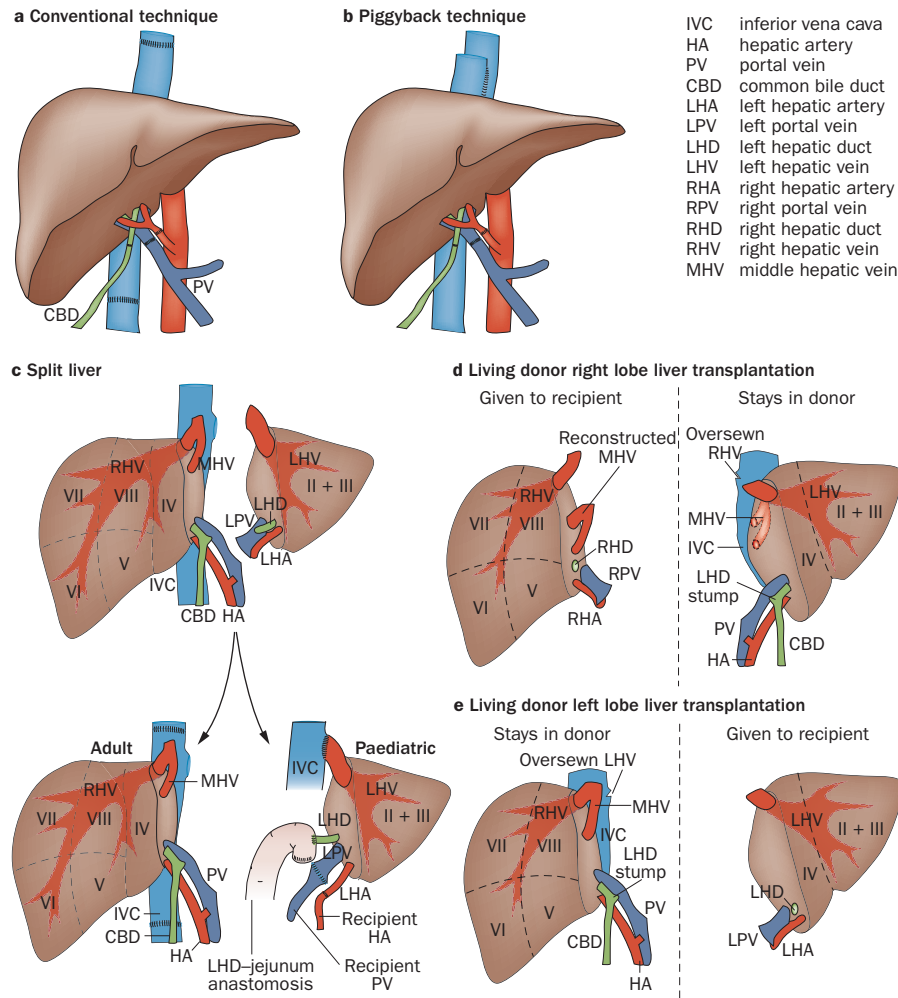 a Conventional technique
b Piggyback technique
IVC inferior vena cava
HA hepatic artery
PV portal vein
CBD common bile duct
LHA left hepatic artery
LPV left portal vein
LHD left hepatic duct
LHV left hepatic vein
RHA right hepatic artery
RPV right portal vein
RHD right hepatic duct
RHV right hepatic vein
MHV middle hepatic vein
PV
CBD
c Split liver
RHV
MHV
VII
VIII
IV
V
VI
IVC
CBD
HA
LHV
II + III
LHD
LPV
LHA
Adult
MHV
RHV
VII
VIII
IV
V
VI
PV
IVC
CBD
HA
Paediatric
IVC
LHV
II + III
LHD
LPV
LHA
Recipient
HA
Recipient
PV
LHD–jejunum
anastomosis
d Living donor right lobe liver transplantation
Given to recipient
Reconstructed
MHV
RHV
VII
VIII
RHD
RPV
V
VI
RHA
Stays in donor
Oversewn
RHV
LHV
II + III
MHV
IVC
IV
LHD
stump
PV
CBD
HA
e Living donor left lobe liver transplantation
Stays in donor
Oversewn LHV
RHV
MHV
IVC
VII
VIII
LHD
stump
V
VI
PV
CBD
HA
Given to recipient
LHV
II + III
IV
LHD
LPV
LHA